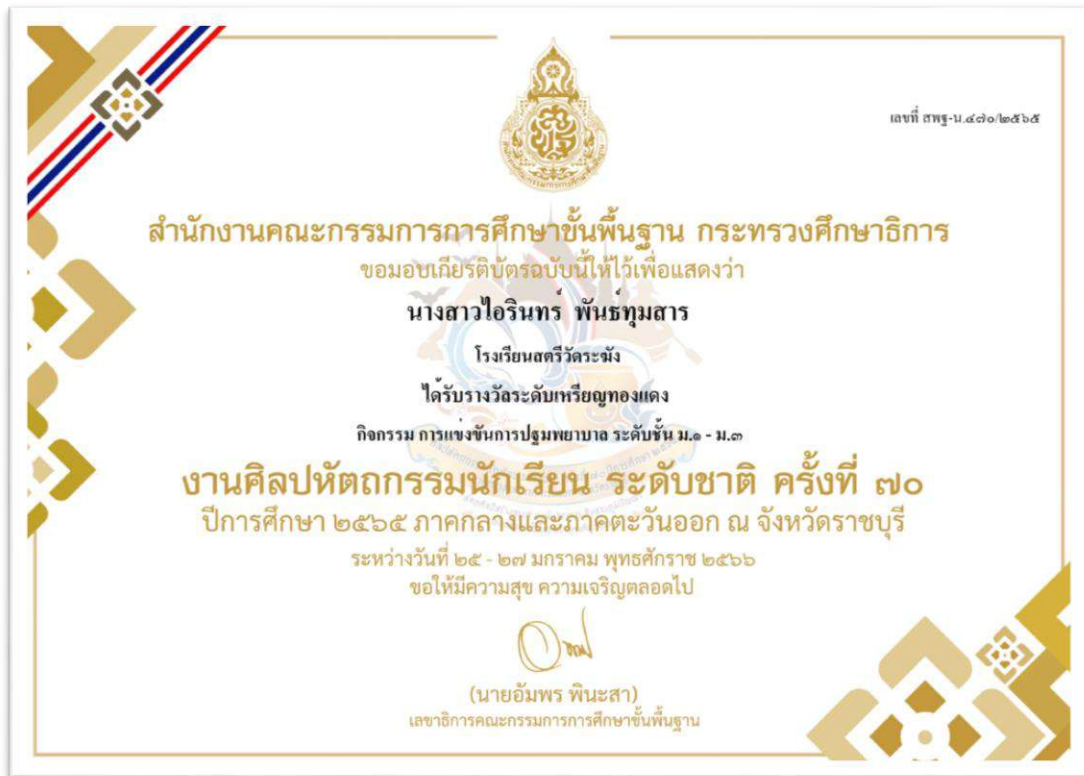 เลขที่ สพฐ-น.๔๗๐/๒๕๖๕
สำนักงานคณะกรรมการการศึกษาขั้นพื้นฐาน กระทรวงศึกษาธิการ
ขอมอบเกียรติบัตรฉบับนี้ให้ไว้เพื่อแสดงว่า
นางสาวไอรินทร์ พันธ์ทุมสาร
โรงเรียนสตรีวัดระฆัง
ได้รับรางวัลระดับเหรียญทองแดง
กิจกรรม การแข่งขันการปฐมพยาบาล ระดับชั้น ม.๑ - ม.๓
งานศิลปหัตถกรรมนักเรียน ระดับชาติ ครั้งที่ ๗๐
ปีการศึกษา ๒๕๖๕ ภาคกลางและภาคตะวันออก ณ จังหวัดราชบุรี
ระหว่างวันที่ ๒๕ - ๒๗ มกราคม พุทธศักราช ๒๕๖๖
ขอให้มีความสุข ความเจริญตลอดไป
(นายอัมพร พินะสา)
เลขาธิการคณะกรรมการการศึกษาขั้นพื้นฐาน